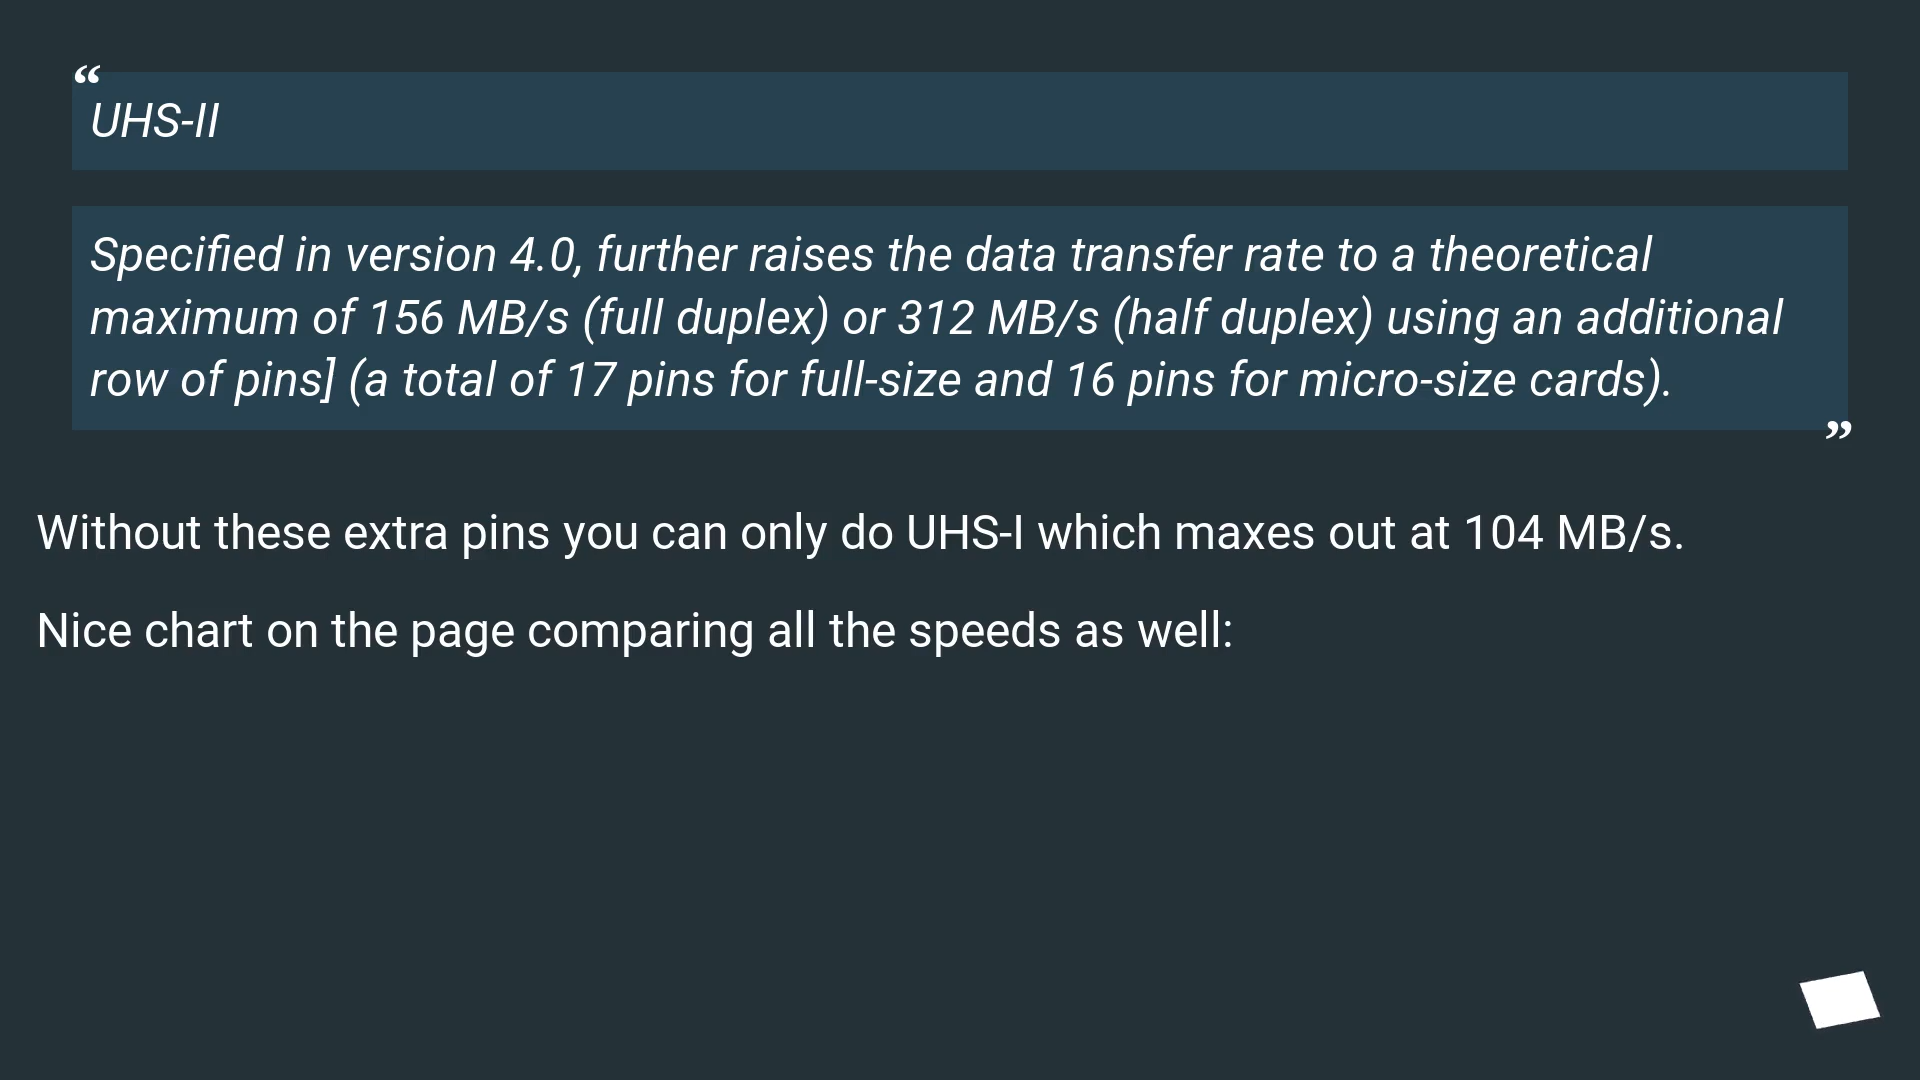 “
UHS-II
Specified in version 4.0, further raises the data transfer rate to a theoretical
maximum of 156 MB/s (full duplex) or 312 MB/s (half duplex) using an additional
row of pins] (a total of 17 pins for full-size and 16 pins for micro-size cards).
”
Without these extra pins you can only do UHS-I which maxes out at 104 MB/s.
Nice chart on the page comparing all the speeds as well: